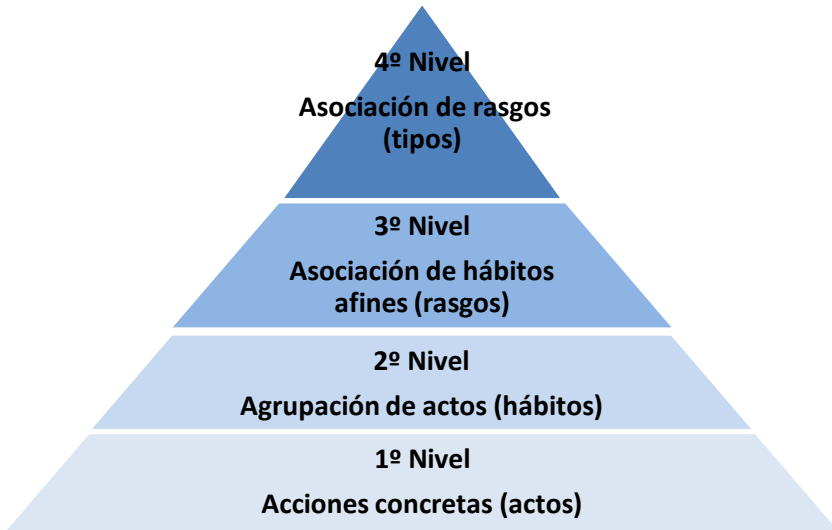 4º Nivel
Asociación de rasgos
(tipos)
3º Nivel
Asociación de hábitos
afines (rasgos)
2º Nivel
Agrupación de actos (hábitos)
1º Nivel
Acciones concretas (actos)